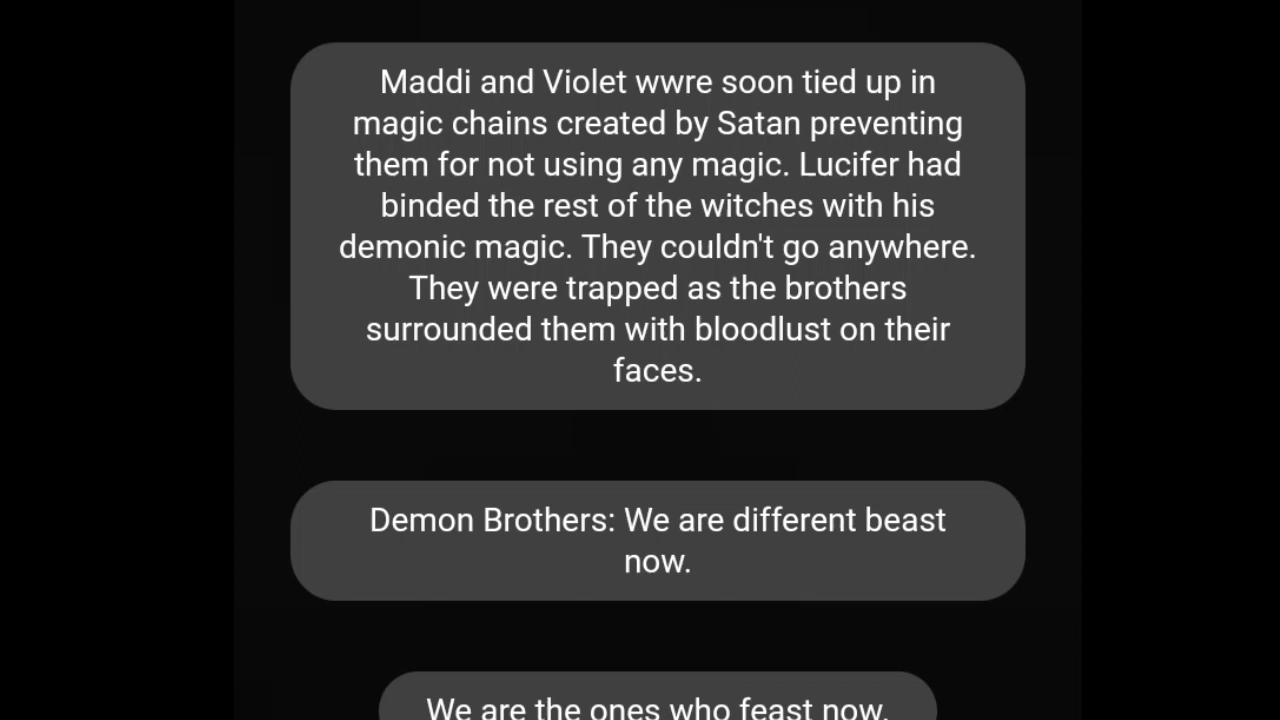 Maddi and Violet wwre soon tied up in
magic chains created by Satan preventing
them for not using any magic. Lucifer had
binded the rest of the witches with his
demonic magic. They couldn't go anywhere.
They were trapped as the brothers
surrounded them with bloodlust on their
faces.
Demon Brothers: We are different beast
now.
We are the ones who feast now.